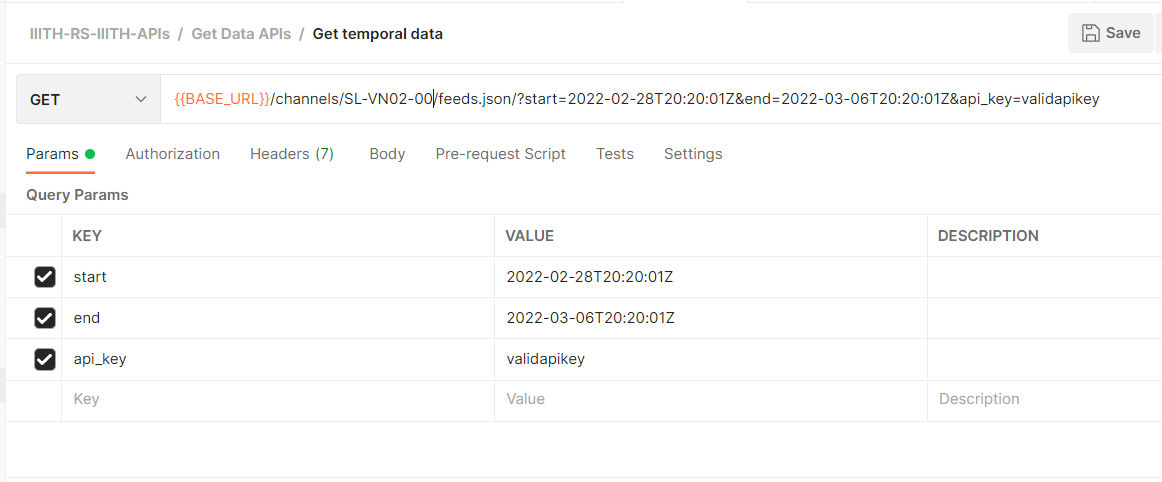 IIITH-RS-IIITH-APIs / Get Data APIs / Get temporal data
Save
GET {{BASE_URL}}/channels/SL-VN02-00/feeds.json/?start=2022-02-28T20:20:01Z&end=2022-03-06T20:20:01Z&api_key=validapikey
Params Authorization Headers (7) Body Pre-request Script Tests Settings
Query Params
KEY VALUE DESCRIPTION
start 2022-02-28T20:20:01Z
end 2022-03-06T20:20:01Z
api_key validapikey
Key Value Description